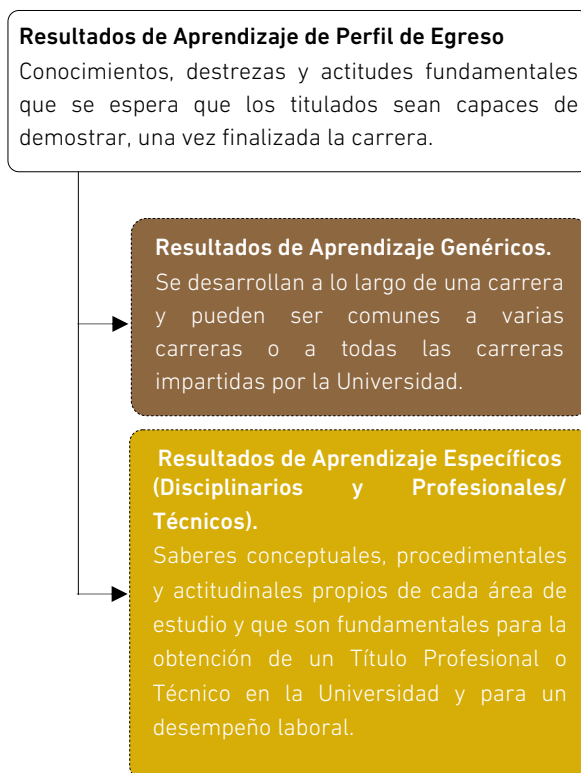 Resultados de Aprendizaje de Perfil de Egreso
Conocimientos, destrezas y actitudes fundamentales
que se espera que los titulados sean capaces de
demostrar, una vez finalizada la carrera.
Resultados de Aprendizaje Genéricos.
Se desarrollan a lo largo de una carrera
y pueden ser comunes a varias
carreras o a todas las carreras
impartidas por la Universidad.
Resultados de Aprendizaje Específicos
(Disciplinarios y Profesionales/
Técnicos).
Saberes conceptuales, procedimentales
y actitudinales propios de cada área de
estudio y que son fundamentales para la
obtención de un Título Profesional o
Técnico en la Universidad y para un
desempeño laboral.